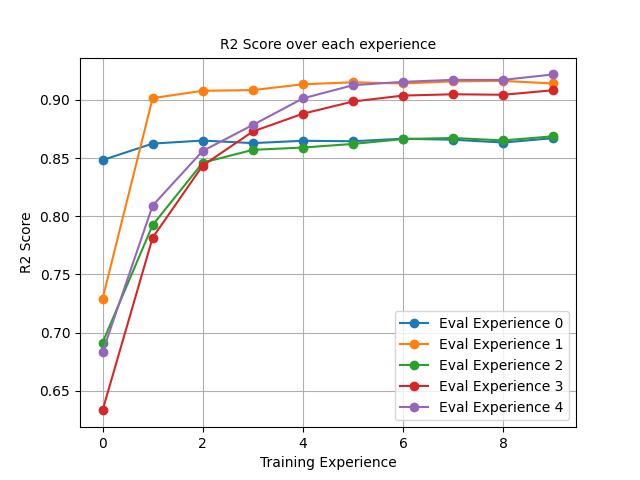 R2 Score over each experience
R2 Score
0.90
0.85
0.80
0.75
0.70
0.65
0 2 4 6 8
Training Experience
Eval Experience 0
Eval Experience 1
Eval Experience 2
Eval Experience 3
Eval Experience 4